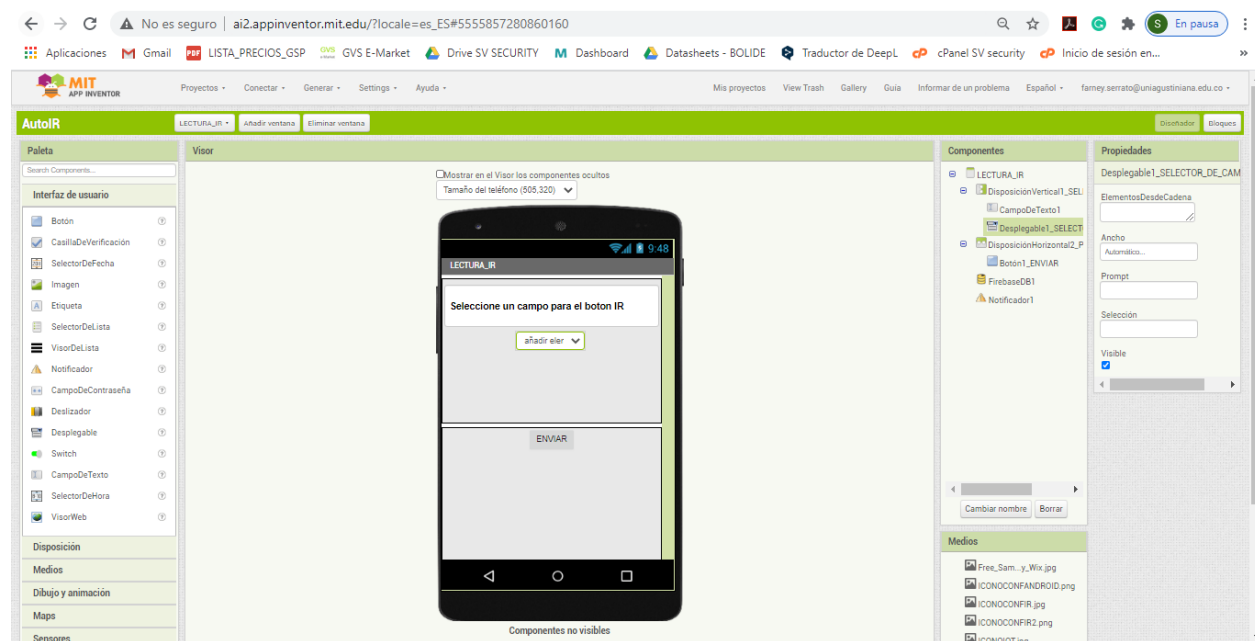 No es seguro | ai2.appinventor.mit.edu/?locale=es_ES#5555857280860160
S En pausa
Aplicaciones M Gmail PDF LISTA_PRECIOS_GSP GVS GVS E-Market Drive SV SECURITY M Dashboard Datasheets - BOLIDE Traductor de DeepL cP cPanel SV security cP Inicio de sesión en... »
MIT
APP INVENTOR
Proyectos Conectar Generar Settings Ayuda Mis proyectos View Trash Gallery Guía Informar de un problema Español farney.serrato@uniagustiniana.edu.co
AutoIR LECTURA_IR Añadir ventana Eliminar ventana Diseñador Bloques
Paleta
Search Components...
Interfaz de usuario
Botón
CasillaDeVerificación
SelectorDeFecha
Imagen
Etiqueta
SelectorDeLista
VisorDeLista
Notificador
CampoDeContraseña
Deslizador
Desplegable
Switch
CampoDeTexto
SelectorDeHora
VisorWeb
Disposición
Medios
Dibujo y animación
Maps
Sensores
Visor
Mostrar en el Visor los componentes ocultos
Tamaño del teléfono (505,320)
9:48
LECTURA_IR
Seleccione un campo para el boton IR
añadir eler
ENVIAR
Componentes no visibles
Componentes
LECTURA_IR
DisposiciónVertical1_SEL
CampoDeTexto1
Desplegable1_SELECT
DisposiciónHorizontal2_P
Botón1_ENVIAR
FirebaseDB1
Notificador1
Cambiar nombre Borrar
Medios
Free_Sam...y_Wix.jpg
ICONOCONFANDROID.png
ICONOCONFIR.jpg
ICONOCONFIR2.png
ICONOIOT.jpg
Propiedades
Desplegable1_SELECTOR_DE_CAM
ElementosDesdeCadena
Ancho
Automático...
Prompt
Selección
Visible